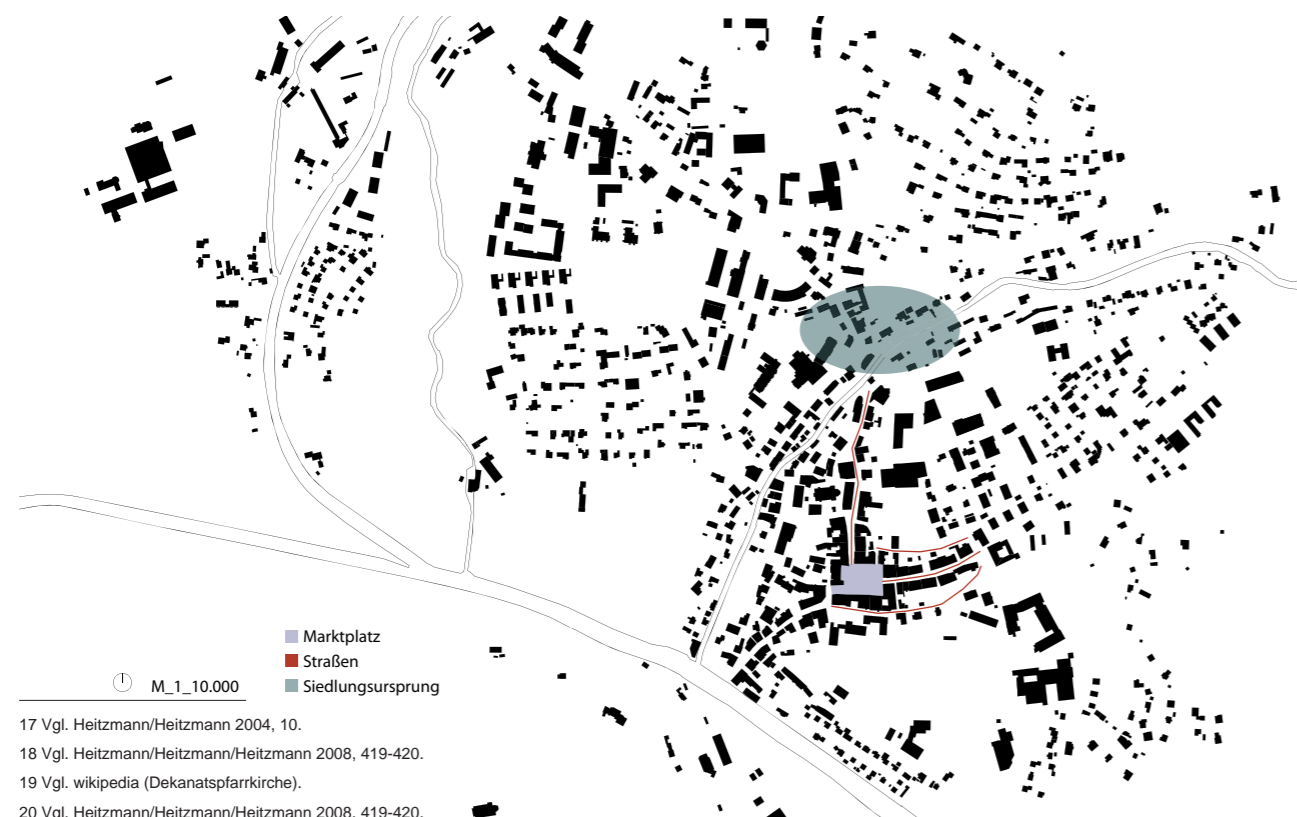 Marktplatz
Straßen
Siedlungsursprung
M_1_10.000
17 Vgl. Heitzmann/Heitzmann 2004, 10.
18 Vgl. Heitzmann/Heitzmann/Heitzmann 2008, 419-420.
19 Vgl. wikipedia (Dekanatspfarrkirche).
20 Vgl. Heitzmann/Heitzmann/Heitzmann 2008, 419-420.